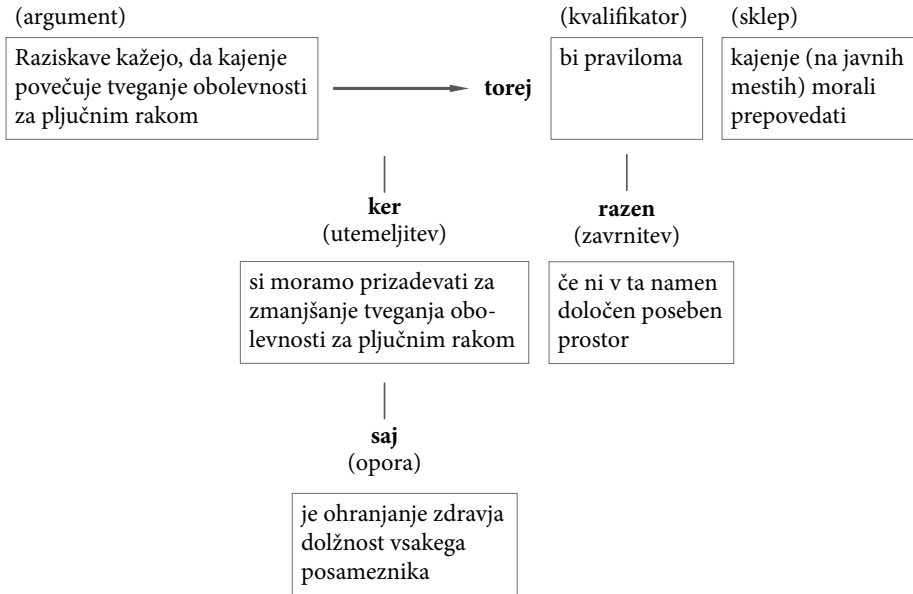 (argument)
Raziskave kažejo, da kajenje
povečuje tveganje obolevnosti
za pljučnim rakom
torej
(kvalifikator)
bi praviloma
(sklep)
kajenje (na javnih
mestih) morali
prepovedati
ker
(utemeljitev)
si moramo prizadevati za
zmanjšanje tveganja obo-
levnosti za pljučnim rakom
razen
(zavrnitev)
če ni v ta namen
določen poseben
prostor
saj
(opora)
je ohranjanje zdravja
dolžnost vsakega
posameznika